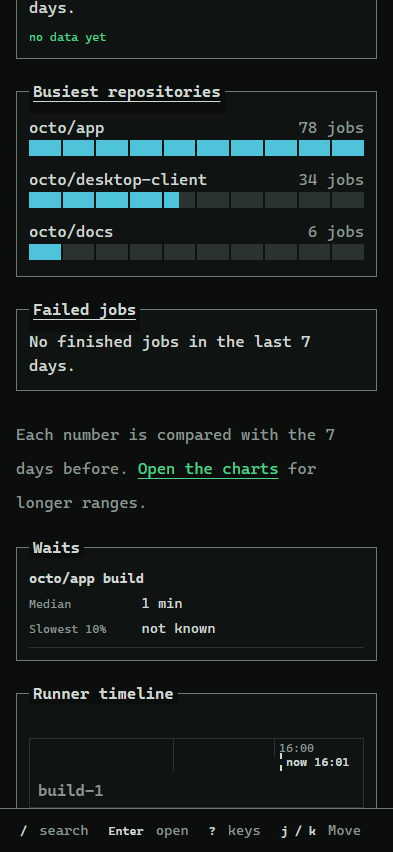 days.
no data yet
Busiest repositories
octo/app 78 jobs
octo/desktop-client 34 jobs
octo/docs 6 jobs
Failed jobs
No finished jobs in the last 7
days.
Each number is compared with the 7
days before. Open the charts for
longer ranges.
Waits
octo/app build
Median 1 min
Slowest 10% not known
Runner timeline
16:00
now 16:01
build-1
/ search Enter open ? keys j / k Move